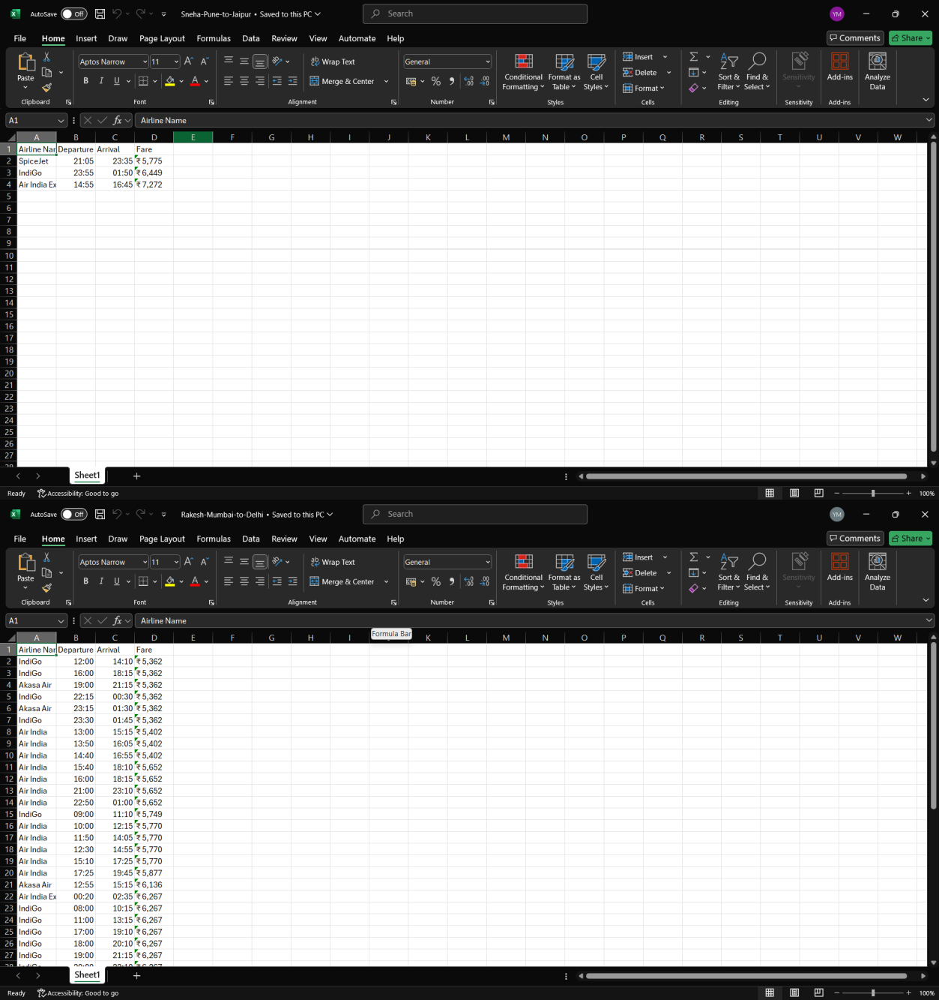 AutoSave Off Sneha-Pune-to-Jaipur • Saved to this PC Search YM
File Home Insert Draw Page Layout Formulas Data Review View Automate Help Comments Share
Aptos Narrow 11 A A Wrap Text General Insert Σ
Paste B I U A Merge & Center % Conditional Formatting Format as Table Cell Styles Delete Format Sort & Filter Find & Select Sensitivity Add-ins Analyze Data
Clipboard Font Alignment Number Styles Cells Editing Sensitivity Add-ins
A1 fx Airline Name
A B C D E F G H I J K L M N O P Q R S T U V W
1 Airline Nar Departure Arrival Fare
2 SpiceJet 21:05 23:35 ₹ 5,775
3 IndiGo 23:55 01:50 ₹ 6,449
4 Air India Ex 14:55 16:45 ₹ 7,272
5
6
7
8
9
10
11
12
13
14
15
16
17
18
19
20
21
22
23
24
25
26
27
Sheet1
Ready Accessibility: Good to go 100%
AutoSave Off Rakesh-Mumbai-to-Delhi • Saved to this PC Search YM
File Home Insert Draw Page Layout Formulas Data Review View Automate Help Comments Share
Aptos Narrow 11 A A Wrap Text General Insert Σ
Paste B I U A Merge & Center % Conditional Formatting Format as Table Cell Styles Delete Format Sort & Filter Find & Select Sensitivity Add-ins Analyze Data
Clipboard Font Alignment Number Styles Cells Editing Sensitivity Add-ins
A1 fx Airline Name
Formula Bar
A B C D E F G H I K L M N O P Q R S T U V W
1 Airline Nar Departure Arrival Fare
2 IndiGo 12:00 14:10 ₹ 5,362
3 IndiGo 16:00 18:15 ₹ 5,362
4 Akasa Air 19:00 21:15 ₹ 5,362
5 IndiGo 22:15 00:30 ₹ 5,362
6 Akasa Air 23:15 01:30 ₹ 5,362
7 IndiGo 23:30 01:45 ₹ 5,362
8 Air India 13:00 15:15 ₹ 5,402
9 Air India 13:50 16:05 ₹ 5,402
10 Air India 14:40 16:55 ₹ 5,402
11 Air India 15:40 18:10 ₹ 5,652
12 Air India 16:00 18:15 ₹ 5,652
13 Air India 21:00 23:10 ₹ 5,652
14 Air India 22:50 01:00 ₹ 5,652
15 IndiGo 09:00 11:10 ₹ 5,749
16 Air India 10:00 12:15 ₹ 5,770
17 Air India 11:50 14:05 ₹ 5,770
18 Air India 12:30 14:55 ₹ 5,770
19 Air India 15:10 17:25 ₹ 5,770
20 Air India 17:25 19:45 ₹ 5,877
21 Akasa Air 12:55 15:15 ₹ 6,136
22 Air India Ex 00:20 02:35 ₹ 6,267
23 IndiGo 08:00 10:15 ₹ 6,267
24 IndiGo 11:00 13:15 ₹ 6,267
25 IndiGo 17:00 19:10 ₹ 6,267
26 IndiGo 18:00 20:10 ₹ 6,267
27 IndiGo 19:00 21:15 ₹ 6,267
Sheet1
Ready Accessibility: Good to go 100%